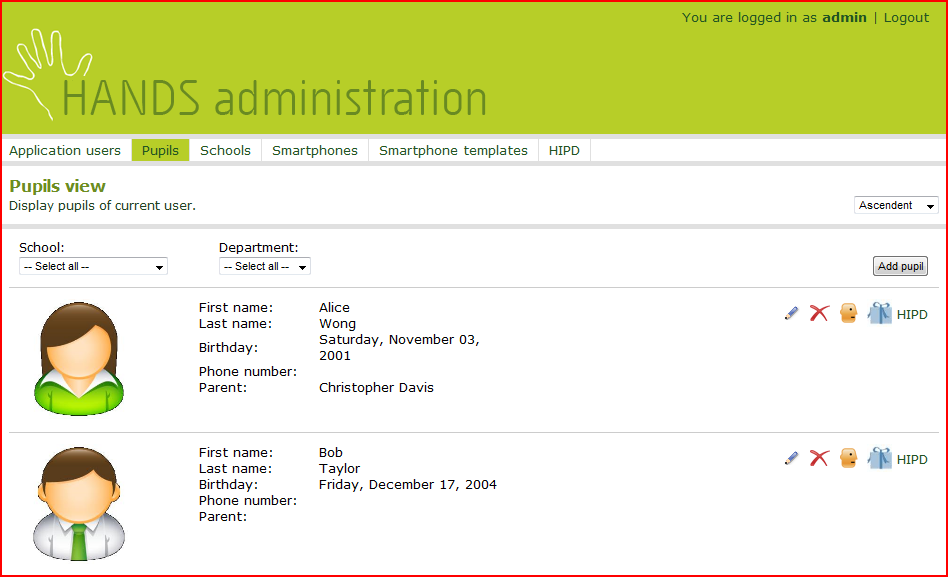 You are logged in as admin | Logout
HANDS administration
Application users Pupils Schools Smartphones Smartphone templates HIPD
Pupils view
Display pupils of current user.
Ascendent
School: Department:
-- Select all -- -- Select all -- Add pupil
First name: Alice
HIPD
Last name: Wong
Birthday: Saturday, November 03,
2001
Phone number:
Parent: Christopher Davis
First name: Bob
HIPD
Last name: Taylor
Birthday: Friday, December 17, 2004
Phone number:
Parent: